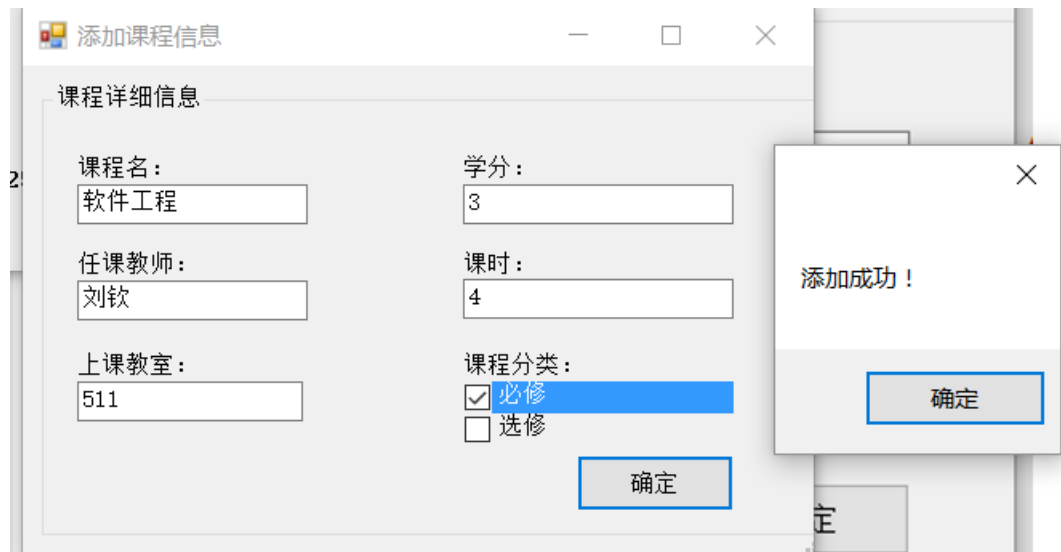 添加课程信息
课程详细信息
课程名：
学分：
软件工程
3
任课教师：
课时：
刘钦
4
上课教室：
课程分类：
511
必修
选修
确定
添加成功！
确定
定